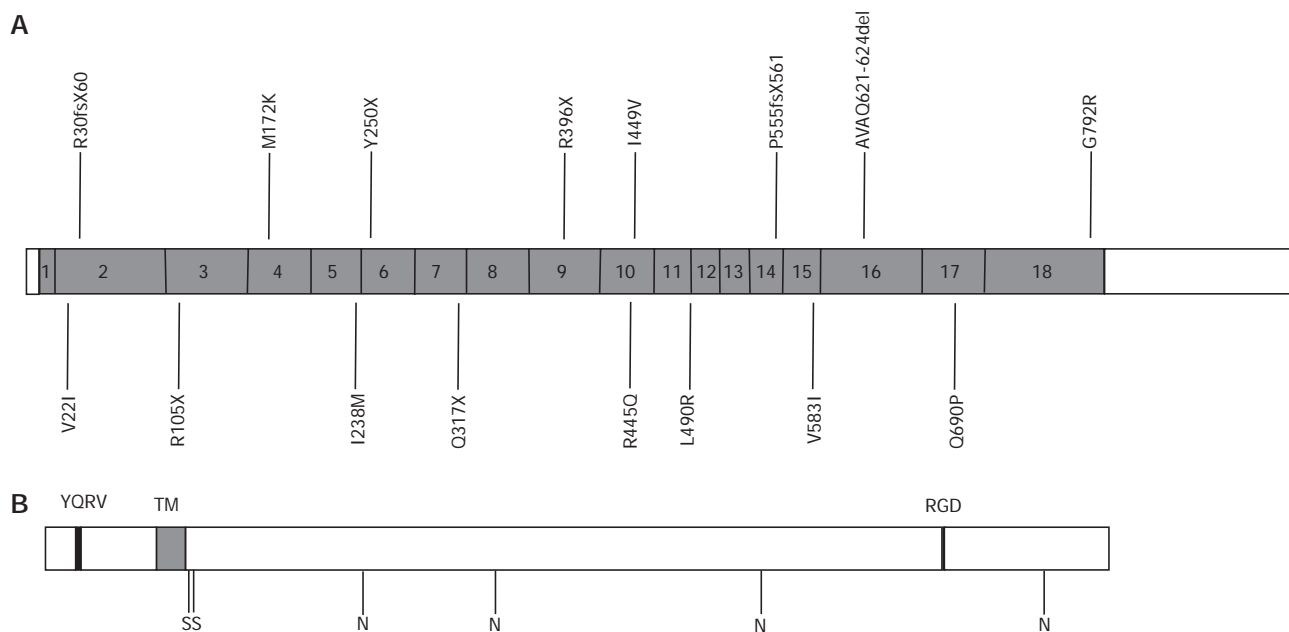 A
R30fsX60
M172K
Y250X
R396X
I449V
P555fsX561
AVAQ621-624del
G792R
1 2 3 4 5 6 7 8 9 10 11 12 13 14 15 16 17 18
V22I
R105X
I238M
Q317X
R445Q
L490R
V583I
Q690P
B
YQRV TM RGD
SS N N N N